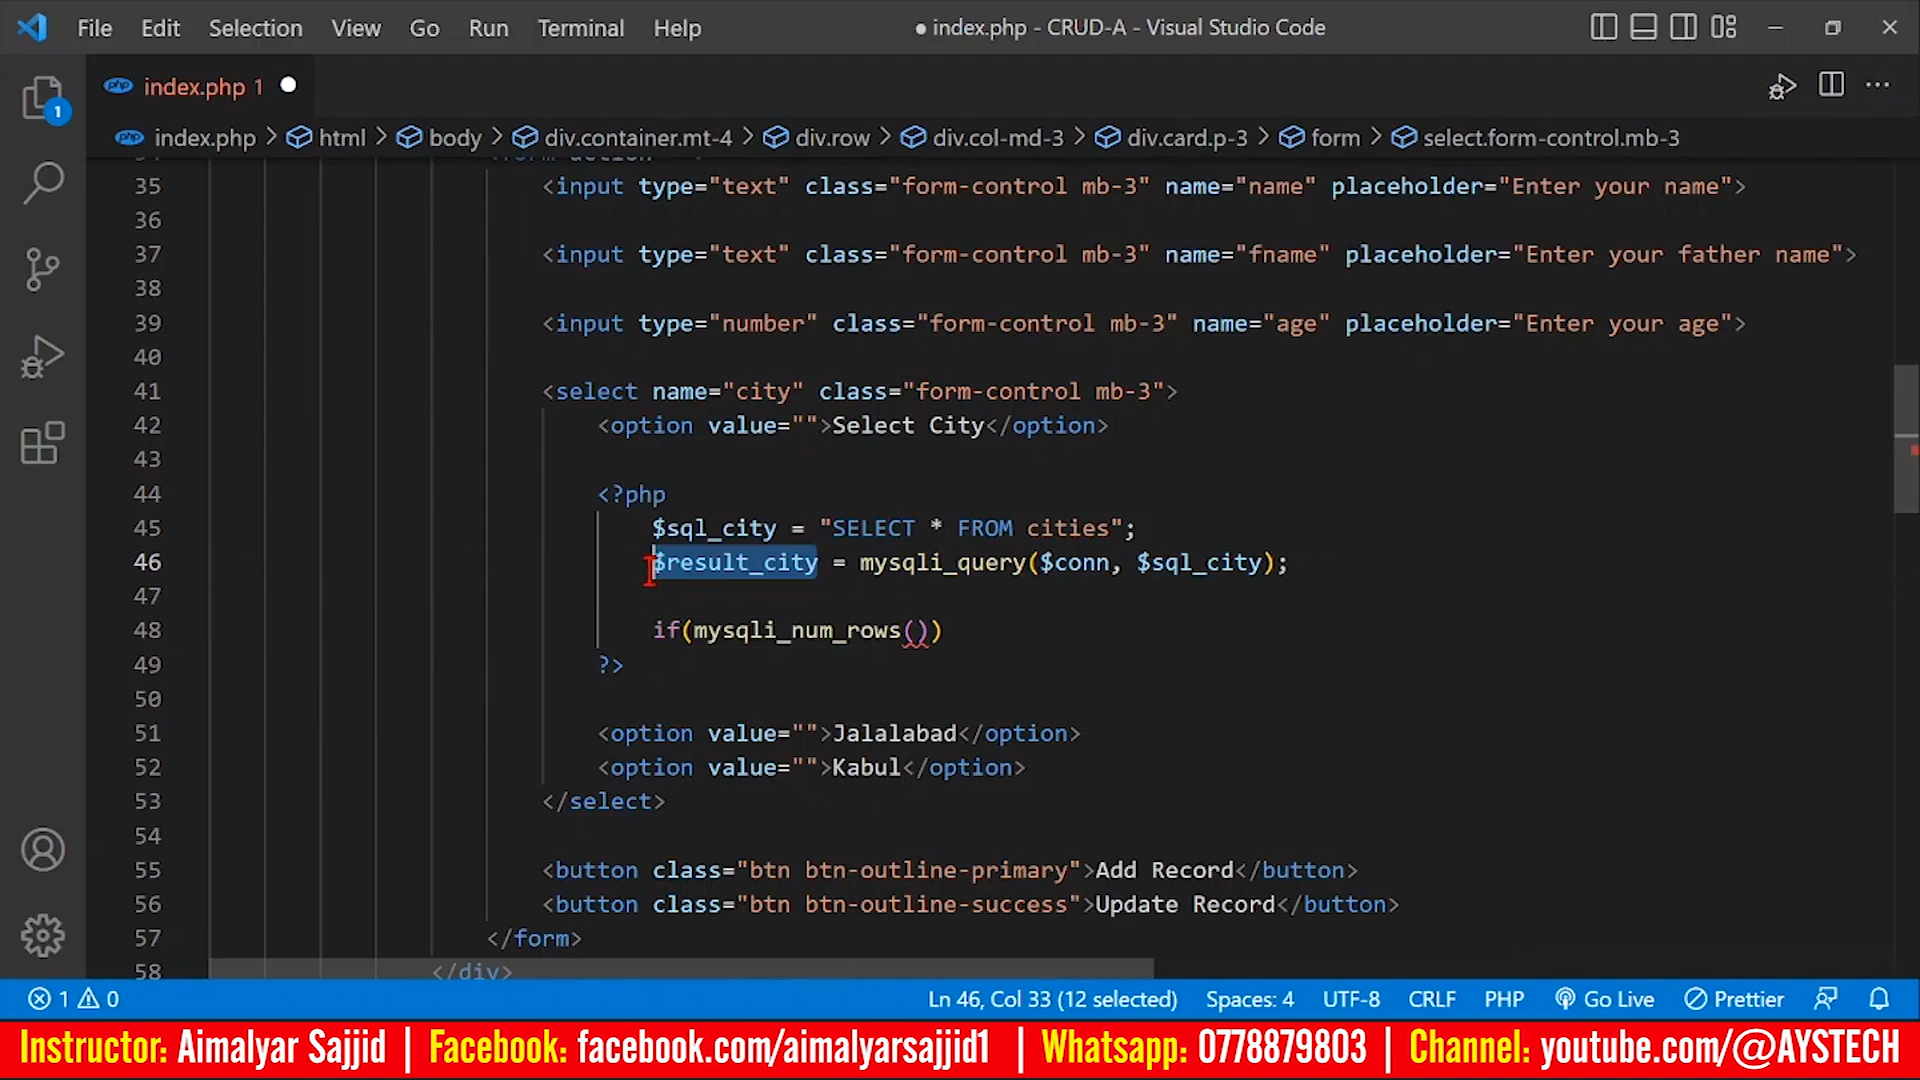 File Edit Selection View Go Run Terminal Help ● index.php - CRUD-A - Visual Studio Code
php index.php 1
php index.php > html > body > div.container.mt-4 > div.row > div.col-md-3 > div.card.p-3 > form > select.form-control.mb-3
1
35 <input type="text" class="form-control mb-3" name="name" placeholder="Enter your name">
36
37 <input type="text" class="form-control mb-3" name="fname" placeholder="Enter your father name">
38
39 <input type="number" class="form-control mb-3" name="age" placeholder="Enter your age">
40
41 <select name="city" class="form-control mb-3">
42 <option value="">Select City</option>
43
44 <?php
45 $sql_city = "SELECT * FROM cities";
46 $result_city = mysqli_query($conn, $sql_city);
47
48 if(mysqli_num_rows())
49 ?>
50
51 <option value="">Jalalabad</option>
52 <option value="">Kabul</option>
53 </select>
54
55 <button class="btn btn-outline-primary">Add Record</button>
56 <button class="btn btn-outline-success">Update Record</button>
57 </form>
58 </div>
1 0 Ln 46, Col 33 (12 selected) Spaces: 4 UTF-8 CRLF PHP Go Live Prettier
Instructor: Aimalyar Sajjid | Facebook: facebook.com/aimalyarsajjid1 | Whatsapp: 0778879803 | Channel: youtube.com/@AYSTECH